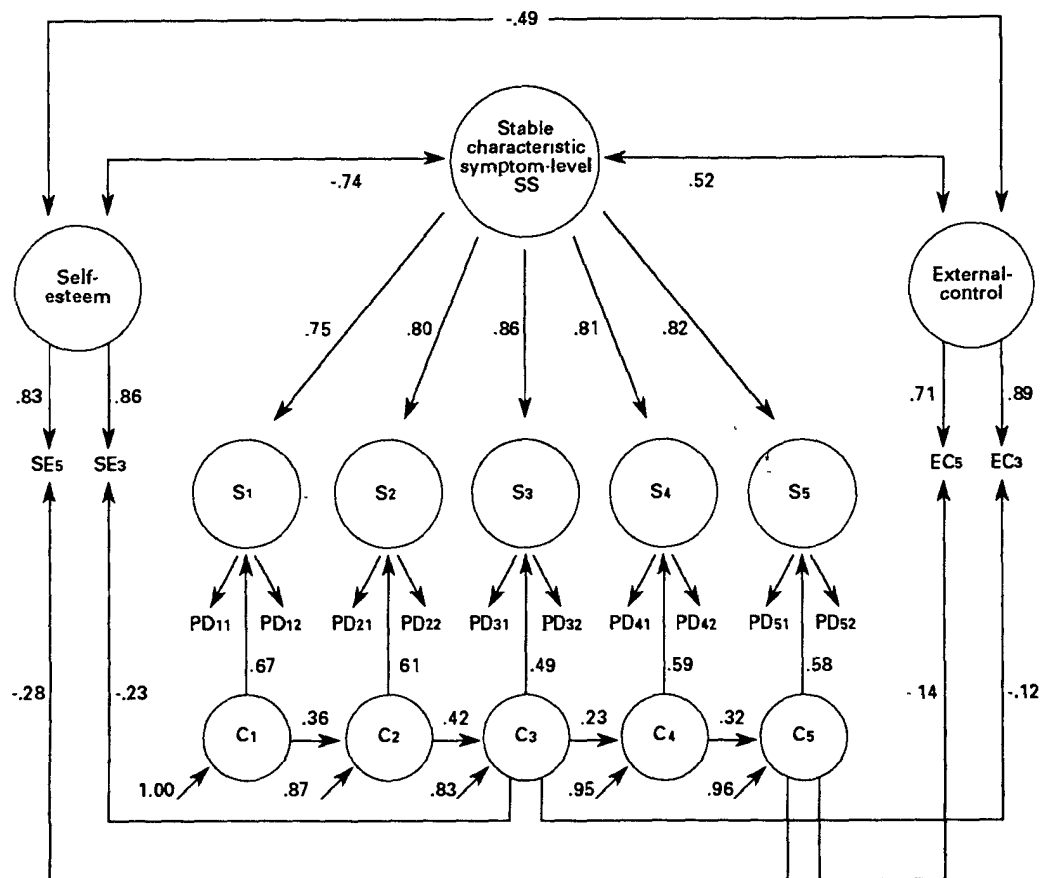 -.49
Stable
characteristic
symptom-level
SS
-.74
.52
Self-
esteem
External-
control
.75
.80
.86
.81
.82
.83
.86
.71
.89
SE5
SE3
EC5
EC3
S1
S2
S3
S4
S5
PD11
PD12
PD21
PD22
PD31
PD32
PD41
PD42
PD51
PD52
.67
61
.49
.59
.58
-.28
-.23
- 14
-.12
C1
.36
C2
.42
C3
.23
C4
.32
C5
1.00
.87
.83
.95
.96